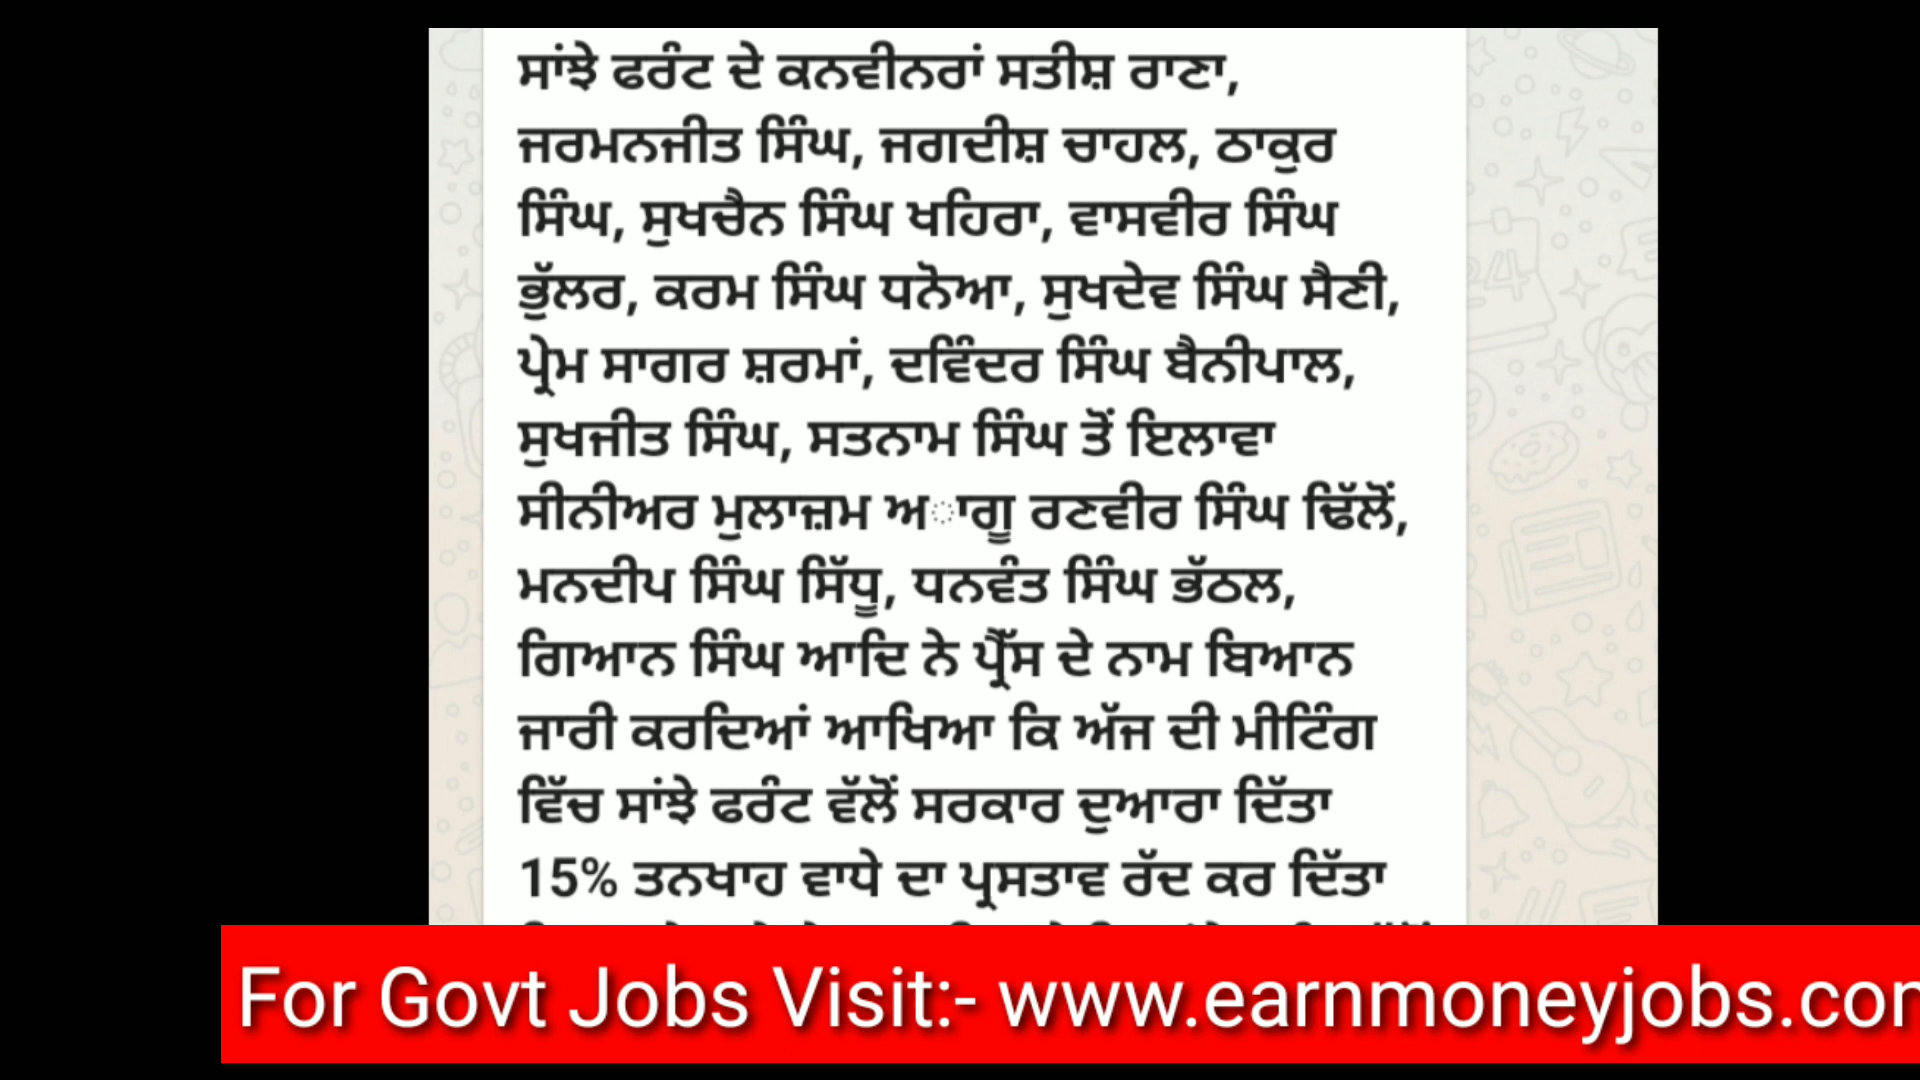 ਸਾਂਝੇ ਫਰੰਟ ਦੇ ਕਨਵੀਨਰਾਂ ਸਤੀਸ਼ ਰਾਣਾ,
ਜਰਮਨਜੀਤ ਸਿੰਘ, ਜਗਦੀਸ਼ ਚਾਹਲ, ਠਾਕੁਰ
ਸਿੰਘ, ਸੁਖਚੈਨ ਸਿੰਘ ਖਹਿਰਾ, ਵਾਸਵੀਰ ਸਿੰਘ
ਭੁੱਲਰ, ਕਰਮ ਸਿੰਘ ਧਨੋਆ, ਸੁਖਦੇਵ ਸਿੰਘ ਸੈਣੀ,
ਪ੍ਰੇਮ ਸਾਗਰ ਸ਼ਰਮਾਂ, ਦਵਿੰਦਰ ਸਿੰਘ ਬੈਨੀਪਾਲ,
ਸੁਖਜੀਤ ਸਿੰਘ, ਸਤਨਾਮ ਸਿੰਘ ਤੋਂ ਇਲਾਵਾ
ਸੀਨੀਅਰ ਮੁਲਾਜ਼ਮ ਅਾਗੂ ਰਣਵੀਰ ਸਿੰਘ ਢਿੱਲੋਂ,
ਮਨਦੀਪ ਸਿੰਘ ਸਿੱਧੂ, ਧਨਵੰਤ ਸਿੰਘ ਭੱਠਲ,
ਗਿਆਨ ਸਿੰਘ ਆਦਿ ਨੇ ਪ੍ਰੈੱਸ ਦੇ ਨਾਮ ਬਿਆਨ
ਜਾਰੀ ਕਰਦਿਆਂ ਆਖਿਆ ਕਿ ਅੱਜ ਦੀ ਮੀਟਿੰਗ
ਵਿੱਚ ਸਾਂਝੇ ਫਰੰਟ ਵੱਲੋਂ ਸਰਕਾਰ ਦੁਆਰਾ ਦਿੱਤਾ
15% ਤਨਖਾਹ ਵਾਧੇ ਦਾ ਪ੍ਰਸਤਾਵ ਰੱਦ ਕਰ ਦਿੱਤਾ
For Govt Jobs Visit:- www.earnmoneyjobs.con